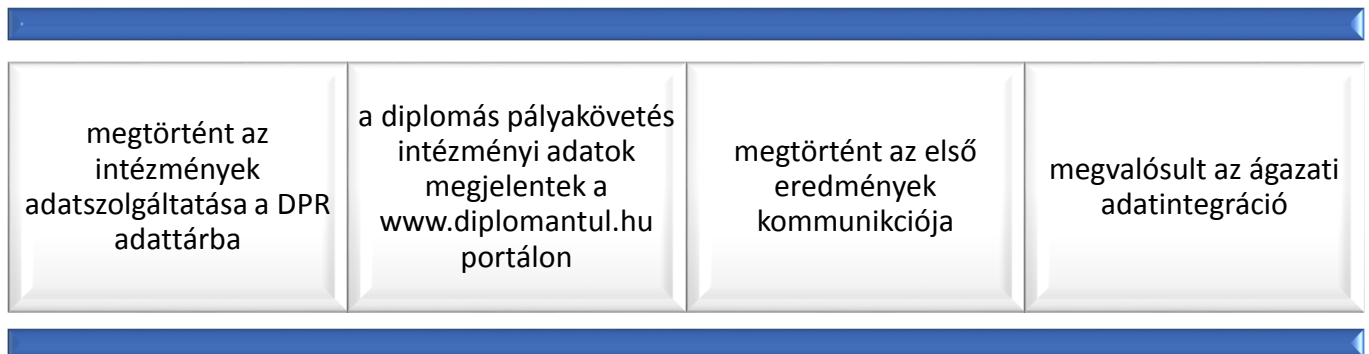 megtörtént az
intézmények
adatszolgáltatása a DPR
adattárba
a diplomás pályakövetés
intézményi adatok
megjelentek a
www.diplomantul.hu
portálon
megtörtént az első
eredmények
kommunikciója
megvalósult az ágazati
adatintegráció